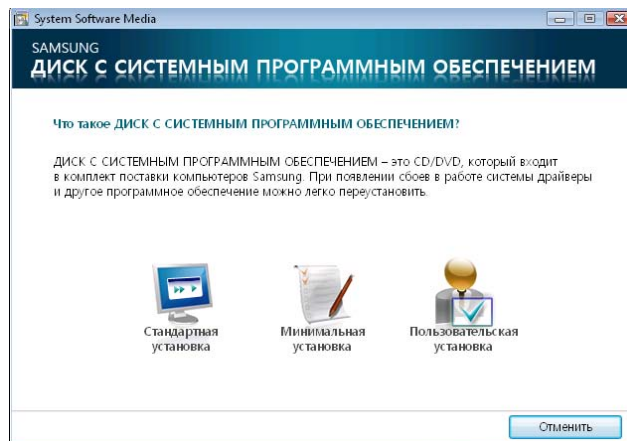 System Software Media
SAMSUNG
ДИСК С СИСТЕМНЫМ ПРОГРАММНЫМ ОБЕСПЕЧЕНИЕМ
Что такое ДИСК С СИСТЕМНЫМ ПРОГРАММНЫМ ОБЕСПЕЧЕНИЕМ?
ДИСК С СИСТЕМНЫМ ПРОГРАММНЫМ ОБЕСПЕЧЕНИЕМ – это CD/DVD, который входит
в комплект поставки компьютеров Samsung. При появлении сбоев в работе системы драйверы
и другое программное обеспечение можно легко переустановить.
Стандартная
установка
Минимальная
установка
Пользовательская
установка
Отменить